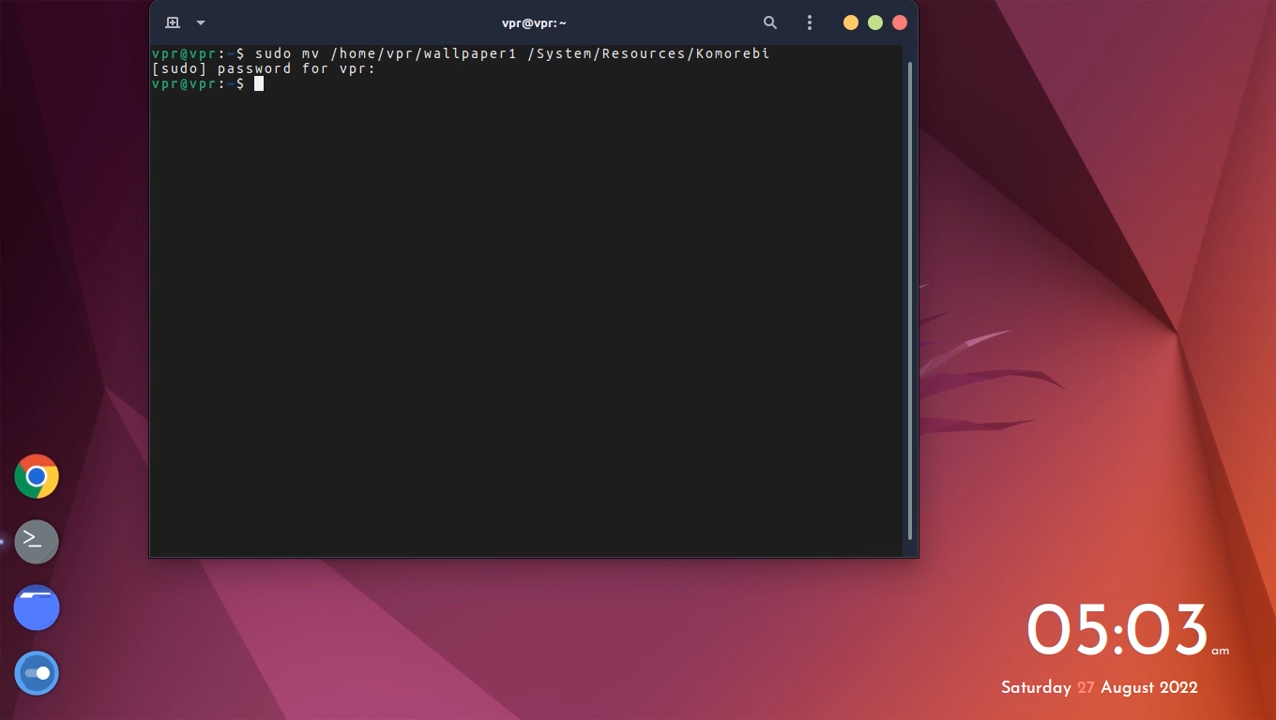 vpr@vpr: ~
vpr@vpr:~$ sudo mv /home/vpr/wallpaper1 /System/Resources/Komorebi
[sudo] password for vpr:
vpr@vpr:~$
05:03 am
Saturday 27 August 2022